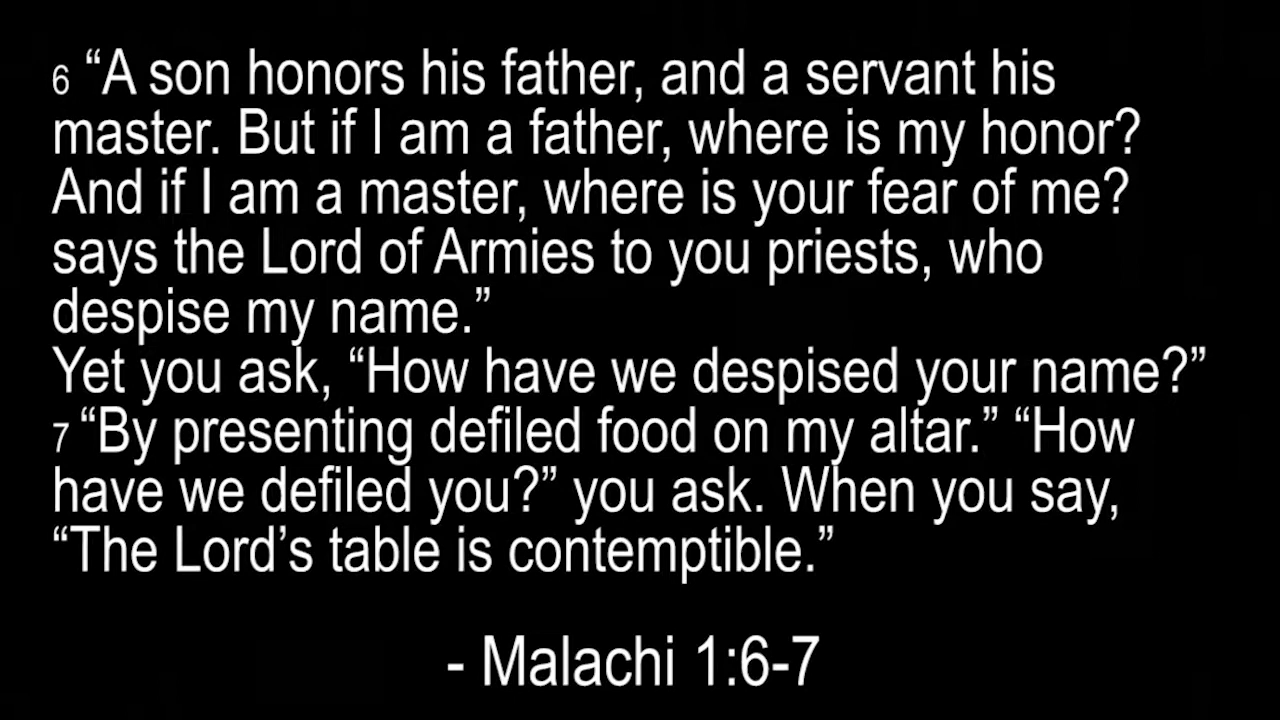 6 “A son honors his father, and a servant his
master. But if I am a father, where is my honor?
And if I am a master, where is your fear of me?
says the Lord of Armies to you priests, who
despise my name.”
Yet you ask, “How have we despised your name?”
7 “By presenting defiled food on my altar.” “How
have we defiled you?” you ask. When you say,
“The Lord’s table is contemptible.”
- Malachi 1:6-7